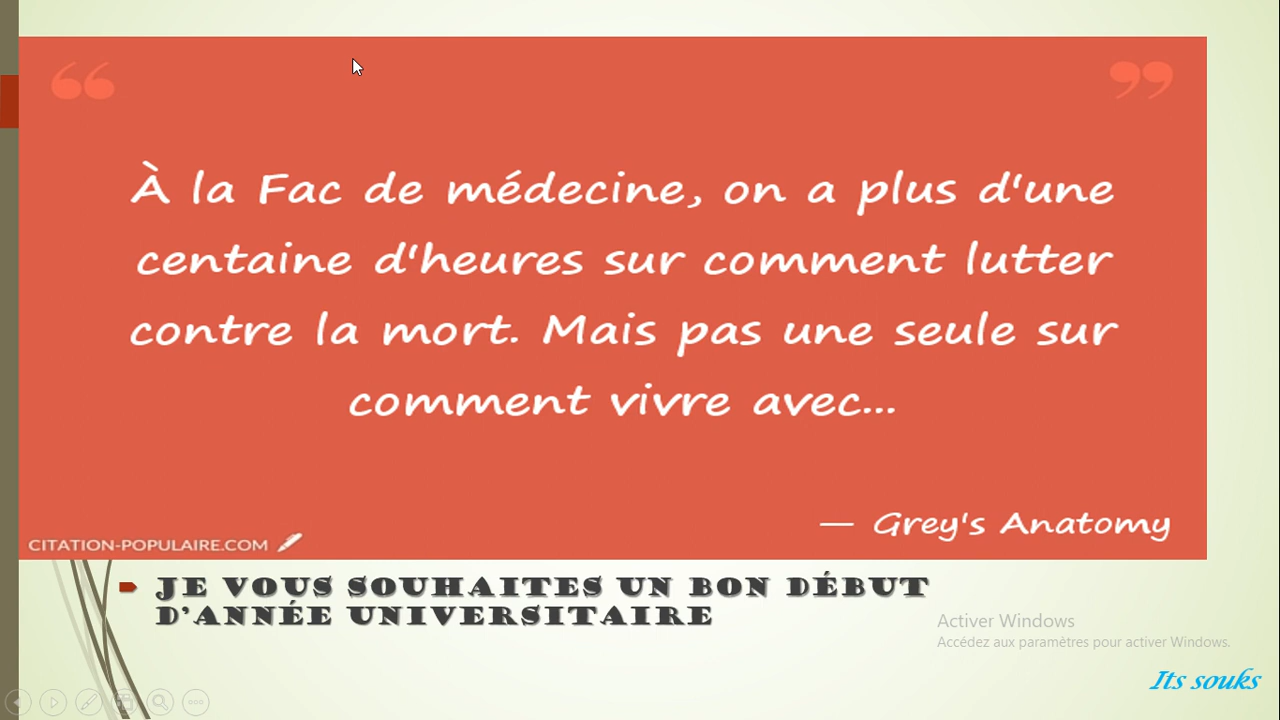 À la Fac de médecine, on a plus d'une
centaine d'heures sur comment lutter
contre la mort. Mais pas une seule sur
comment vivre avec...
— Grey's Anatomy
CITATION-POPULAIRE.COM
JE VOUS SOUHAITES UN BON DÉBUT
D'ANNÉE UNIVERSITAIRE
Activer Windows
Accédez aux paramètres pour activer Windows.
Its souks